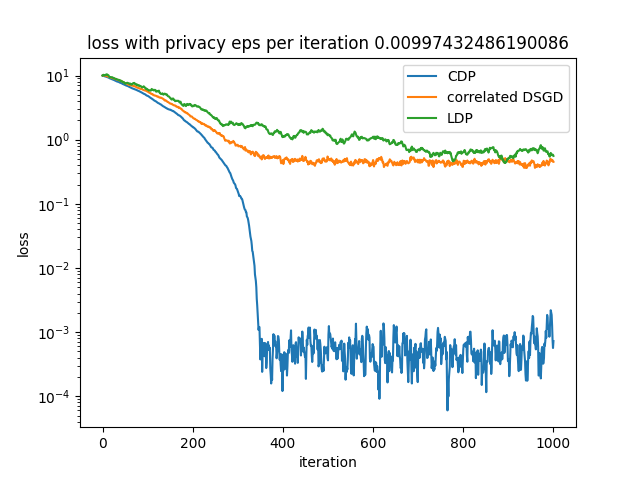 loss with privacy eps per iteration 0.00997432486190086
CDP
correlated DSGD
LDP
10¹
10⁰
10⁻¹
10⁻²
10⁻³
10⁻⁴
loss
0 200 400 600 800 1000
iteration